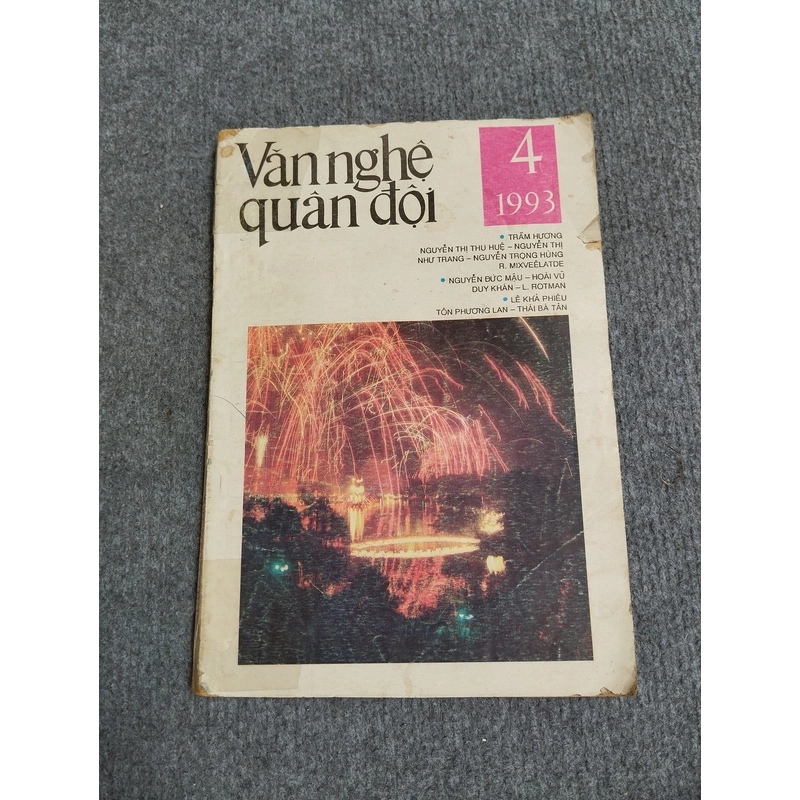 Văn nghệ
quân đội
4
1993
• TRẦM HƯƠNG
NGUYỄN THỊ THU HUỆ – NGUYỄN THỊ
NHƯ TRANG – NGUYỄN TRỌNG HÙNG
R. MIXVEÊLATDE
• NGUYỄN ĐỨC MẬU – HOÀI VŨ
DUY KHÁN – L. ROTMAN
• LÊ KHẢ PHIÊU
TÔN PHƯƠNG LAN – THÁI BÁ TÂN